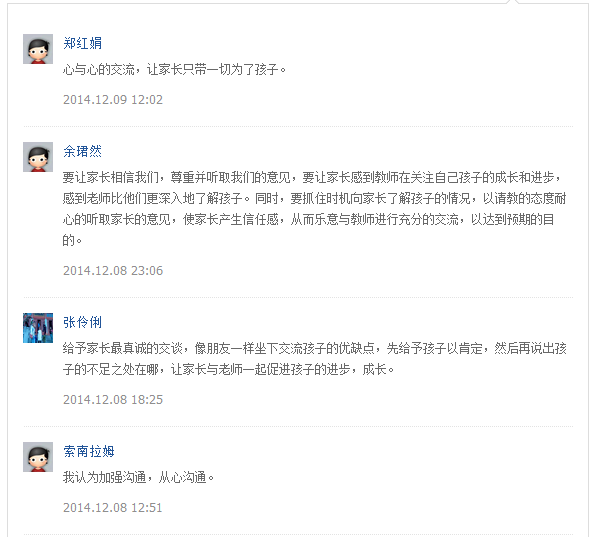 郑红娟
心与心的交流，让家长只带一切为了孩子。
2014.12.09 12:02
余珺然
要让家长相信我们，尊重并听取我们的意见，要让家长感到教师在关注自己孩子的成长和进步，
感到老师比他们更深入地了解孩子。同时，要抓住时机向家长了解孩子的情况，以请教的态度耐
心的听取家长的意见，使家长产生信任感，从而乐意与教师进行充分的交流，以达到预期的目
的。
2014.12.08 23:06
张伶俐
给予家长最真诚的交谈，像朋友一样坐下交流孩子的优缺点，先给予孩子以肯定，然后再说出孩
子的不足之处在哪，让家长与老师一起促进孩子的进步，成长。
2014.12.08 18:25
索南拉姆
我认为加强沟通，从心沟通。
2014.12.08 12:51